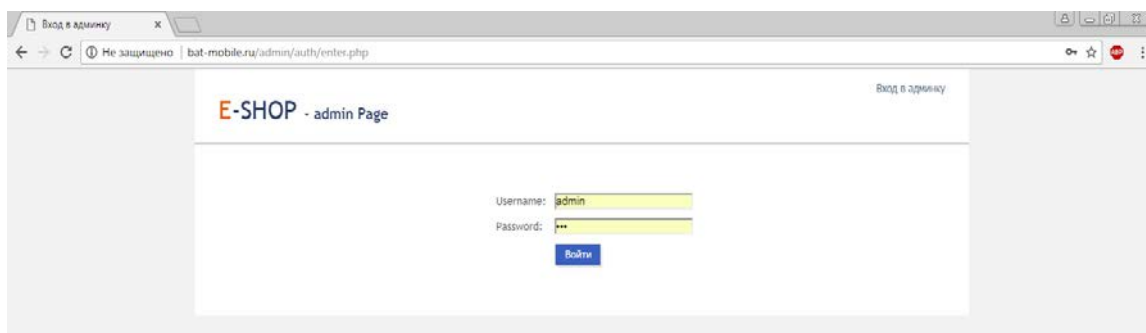 Вход в админку
Не защищено | bat-mobile.ru/admin/auth/enter.php
ABP
Вход в админку
E-SHOP - admin Page
Username: admin
Password: •••
Войти